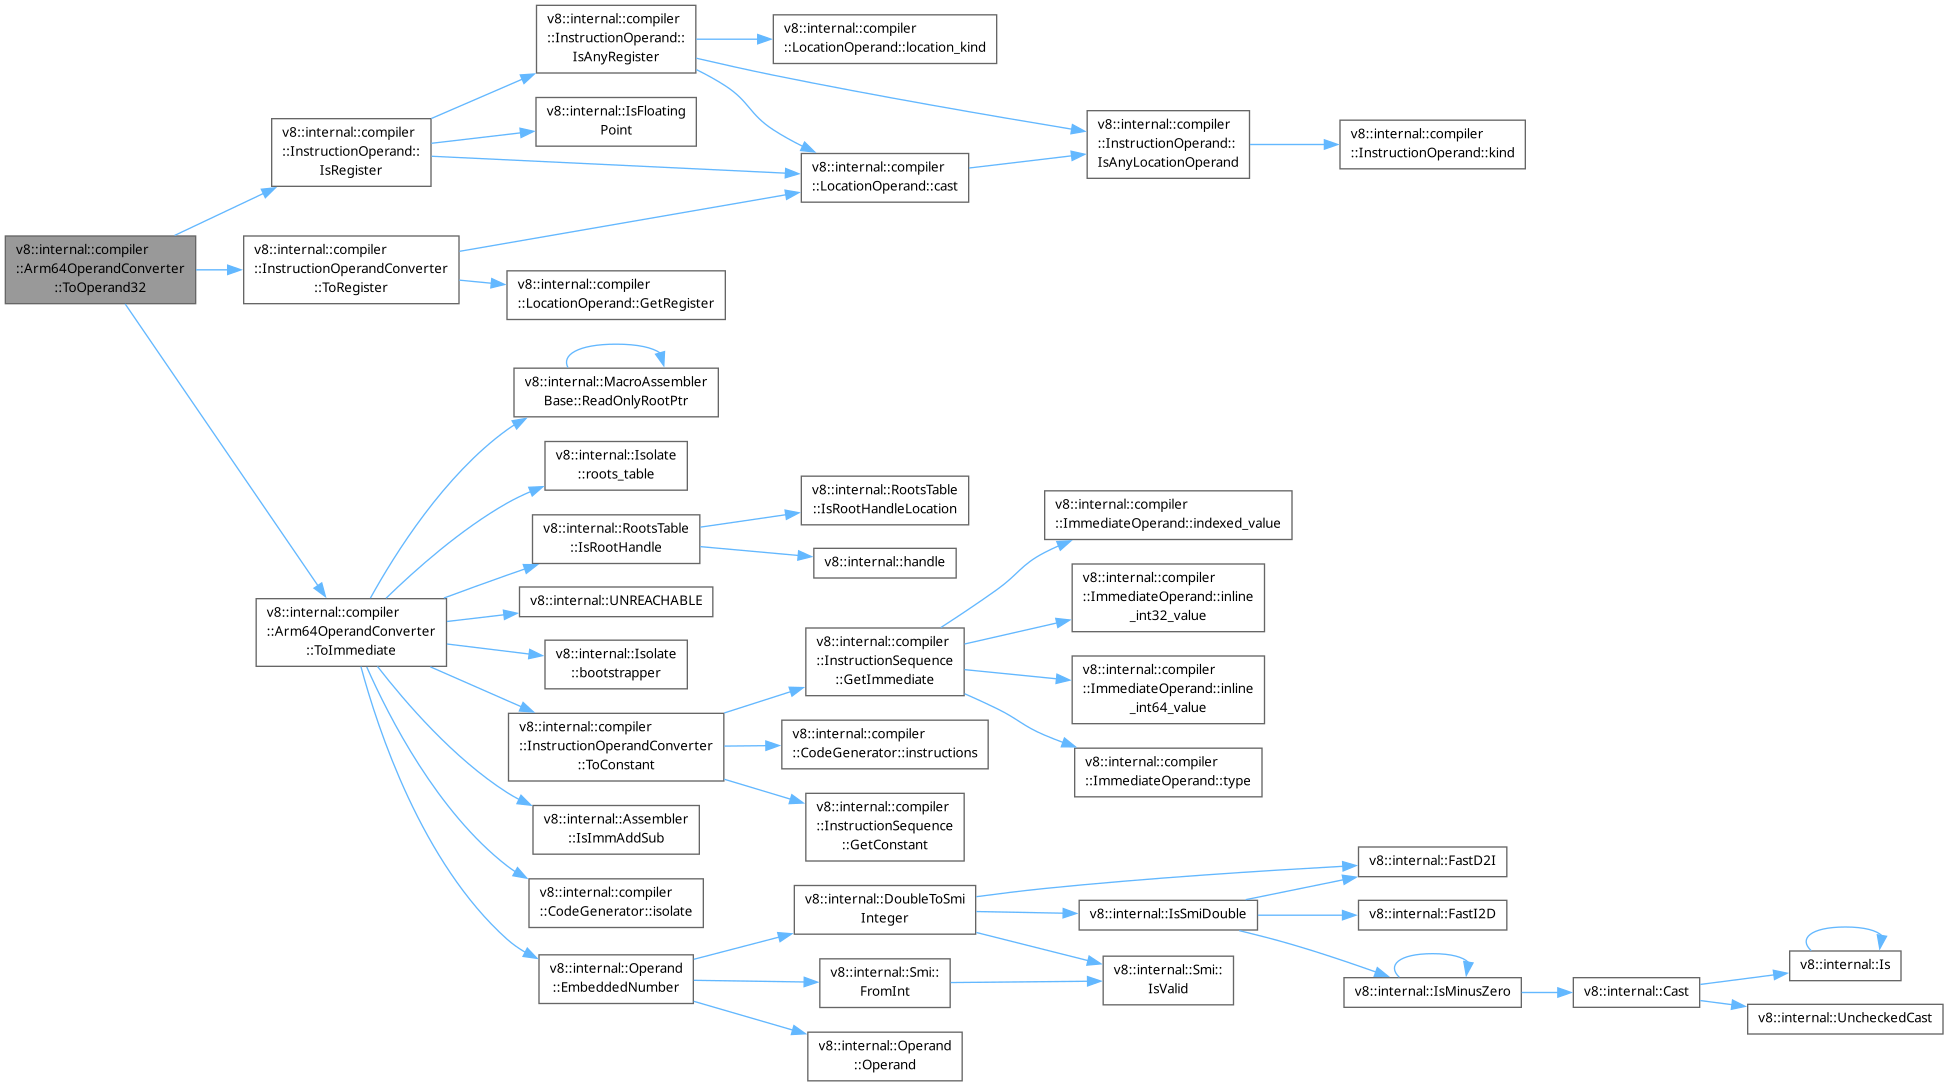 v8::internal::compiler
::Arm64OperandConverter
::ToOperand32
v8::internal::compiler
::InstructionOperand::
IsRegister
v8::internal::compiler
::InstructionOperand::
IsAnyRegister
v8::internal::compiler
::LocationOperand::location_kind
v8::internal::IsFloating
Point
v8::internal::compiler
::LocationOperand::cast
v8::internal::compiler
::InstructionOperand::
IsAnyLocationOperand
v8::internal::compiler
::InstructionOperand::kind
v8::internal::compiler
::InstructionOperandConverter
::ToRegister
v8::internal::compiler
::LocationOperand::GetRegister
v8::internal::compiler
::Arm64OperandConverter
::ToImmediate
v8::internal::MacroAssembler
Base::ReadOnlyRootPtr
v8::internal::Isolate
::roots_table
v8::internal::RootsTable
::IsRootHandle
v8::internal::RootsTable
::IsRootHandleLocation
v8::internal::handle
v8::internal::UNREACHABLE
v8::internal::Isolate
::bootstrapper
v8::internal::compiler
::InstructionOperandConverter
::ToConstant
v8::internal::compiler
::InstructionSequence
::GetImmediate
v8::internal::compiler
::ImmediateOperand::indexed_value
v8::internal::compiler
::ImmediateOperand::inline
_int32_value
v8::internal::compiler
::ImmediateOperand::inline
_int64_value
v8::internal::compiler
::ImmediateOperand::type
v8::internal::compiler
::CodeGenerator::instructions
v8::internal::compiler
::InstructionSequence
::GetConstant
v8::internal::Assembler
::IsImmAddSub
v8::internal::compiler
::CodeGenerator::isolate
v8::internal::Operand
::EmbeddedNumber
v8::internal::DoubleToSmi
Integer
v8::internal::Smi::
FromInt
v8::internal::Operand
::Operand
v8::internal::IsSmiDouble
v8::internal::Smi::
IsValid
v8::internal::FastD2I
v8::internal::FastI2D
v8::internal::IsMinusZero
v8::internal::Cast
v8::internal::Is
v8::internal::UncheckedCast